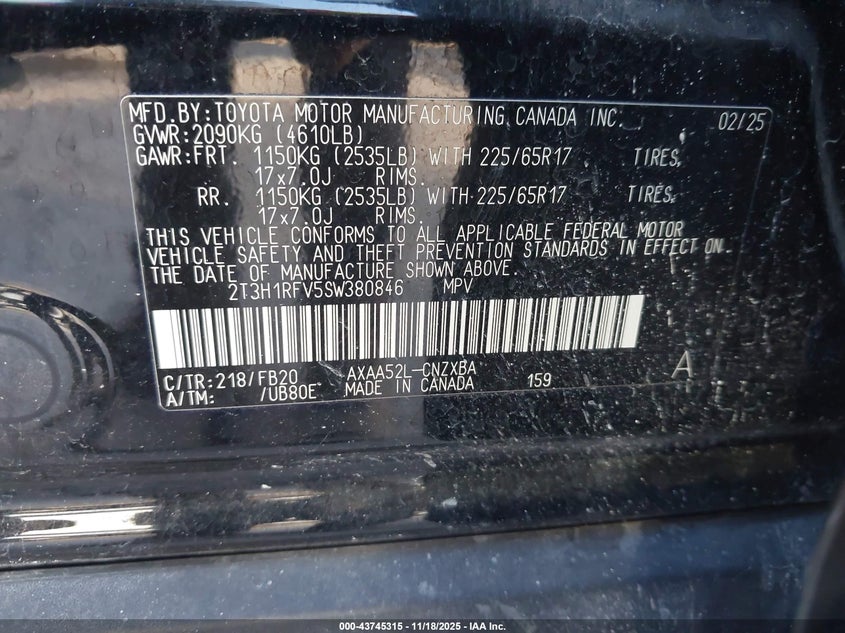 MFD.BY:TOYOTA MOTOR MANUFACTURING CANADA INC. 02/25
GVWR:2090KG (4610LB)
GAWR:FRT. 1150KG (2535LB) WITH 225/65R17 TIRES,
17x7.0J RIMS.
RR. 1150KG (2535LB) WITH 225/65R17 TIRES,
17x7.0J RIMS.
THIS VEHICLE CONFORMS TO ALL APPLICABLE FEDERAL MOTOR
VEHICLE SAFETY AND THEFT PREVENTION STANDARDS IN EFFECT ON
THE DATE OF MANUFACTURE SHOWN ABOVE.
2T3H1RFV5SW380846 MPV
C/TR:218/FB20 AXAA52L-CNZXBA A
A/TM: /UB80E MADE IN CANADA 159
000-43745315 | 11/18/2025 - IAA Inc.